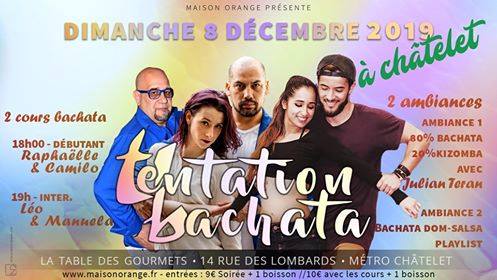 MAISON ORANGE PRÉSENTE
DIMANCHE 8 DÉCEMBRE 2019
à châtelet
2 cours bachata
18h00 - DÉBUTANT
Raphaëlle
& Camilo
19h - INTER.
Léo
& Manuela
2 ambiances
AMBIANCE 1
80% BACHATA
20%KIZOMBA
AVEC
Julian Teran
AMBIANCE 2
BACHATA DOM-SALSA
PLAYLIST
tentation
bachata
LA TABLE DES GOURMETS • 14 RUE DES LOMBARDS • MÉTRO CHÂTELET
www.maisonorange.fr - entrées : 9€ Soirée + 1 boisson //10€ avec les cours + 1 boisson